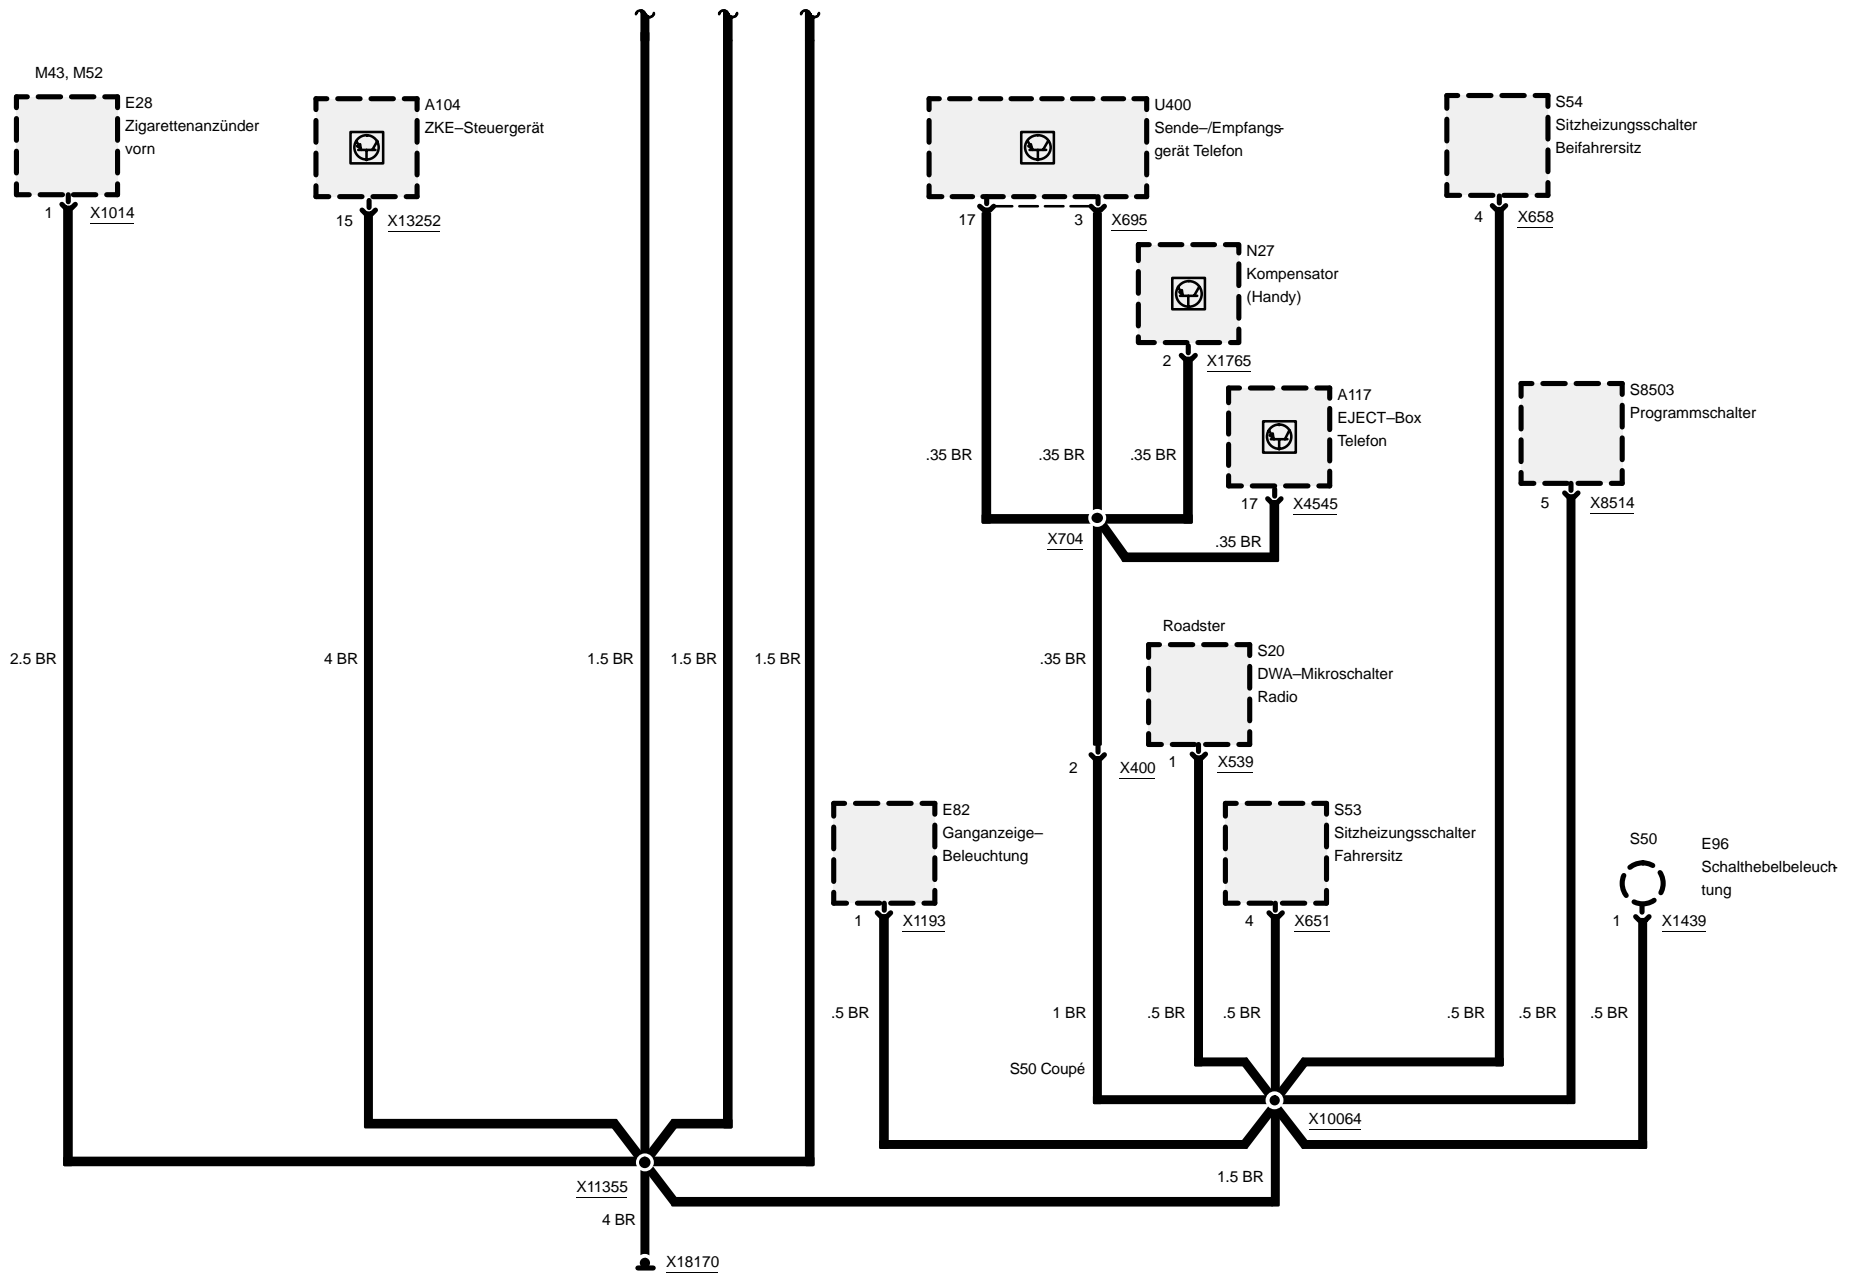 M43, M52
E28
Zigarettenanzünder
vorn
1
X1014
A104
ZKE–Steuergerät
15
X13252
U400
Sende–/Empfangs-
gerät Telefon
17
3
X695
S54
Sitzheizungsschalter
Beifahrersitz
4
X658
N27
Kompensator
(Handy)
2
X1765
A117
EJECT–Box
Telefon
17
X4545
S8503
Programmschalter
5
X8514
.35 BR
.35 BR
.35 BR
X704
.35 BR
Roadster
S20
DWA–Mikroschalter
Radio
2.5 BR
4 BR
1.5 BR
1.5 BR
1.5 BR
.35 BR
2
X400
1
X539
E82
Ganganzeige–
Beleuchtung
1
X1193
S53
Sitzheizungsschalter
Fahrersitz
4
X651
S50
E96
Schalthebelbeleuch-
tung
1
X1439
.5 BR
1 BR
.5 BR
.5 BR
.5 BR
.5 BR
.5 BR
S50 Coupé
X10064
1.5 BR
X11355
4 BR
X18170